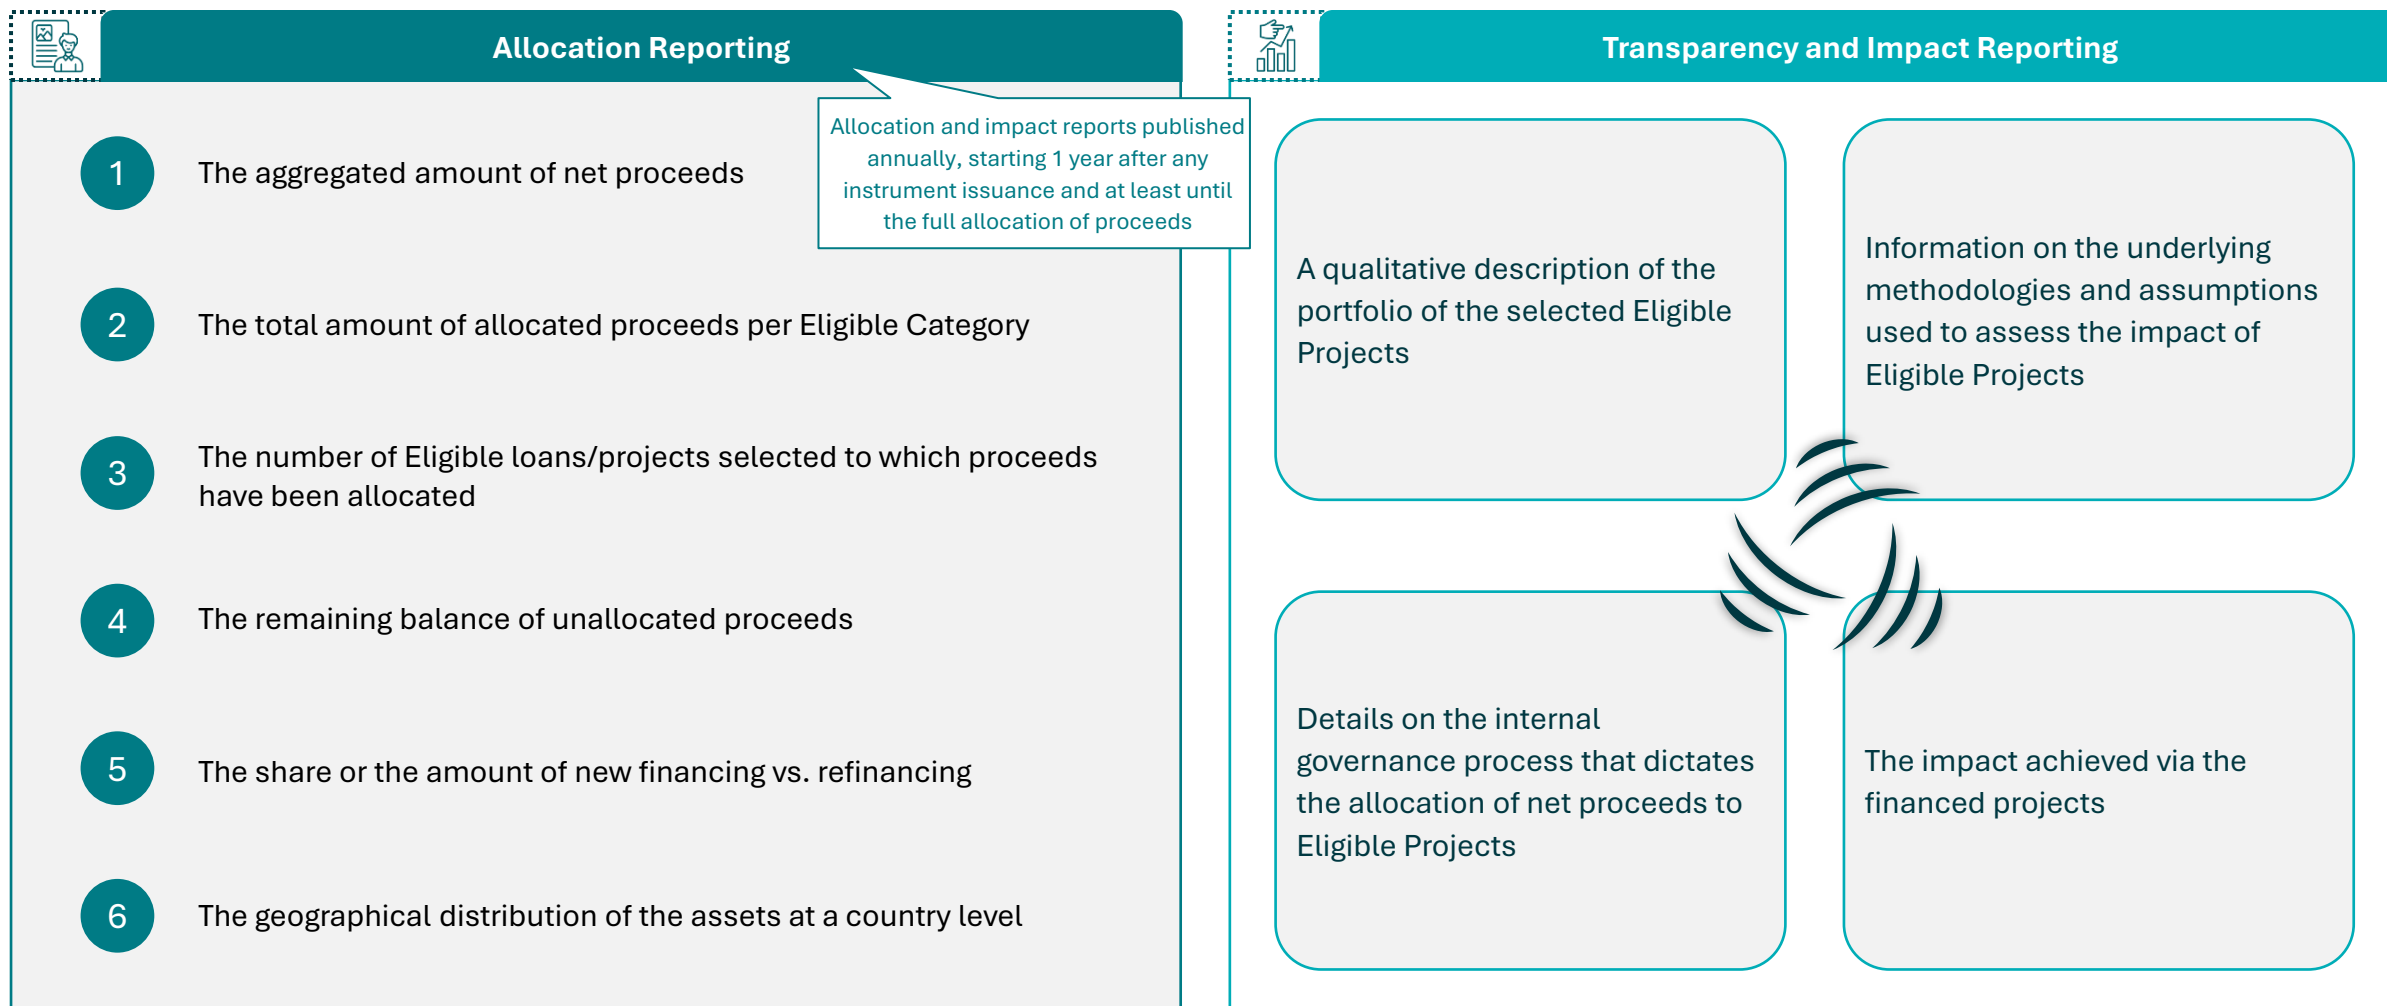 Allocation Reporting
Allocation and impact reports published
annually, starting 1 year after any
instrument issuance and at least until
the full allocation of proceeds
1
The aggregated amount of net proceeds
2
The total amount of allocated proceeds per Eligible Category
3
The number of Eligible loans/projects selected to which proceeds
have been allocated
4
The remaining balance of unallocated proceeds
5
The share or the amount of new financing vs. refinancing
6
The geographical distribution of the assets at a country level
Transparency and Impact Reporting
A qualitative description of the
portfolio of the selected Eligible
Projects
Information on the underlying
methodologies and assumptions
used to assess the impact of
Eligible Projects
Details on the internal
governance process that dictates
the allocation of net proceeds to
Eligible Projects
The impact achieved via the
financed projects